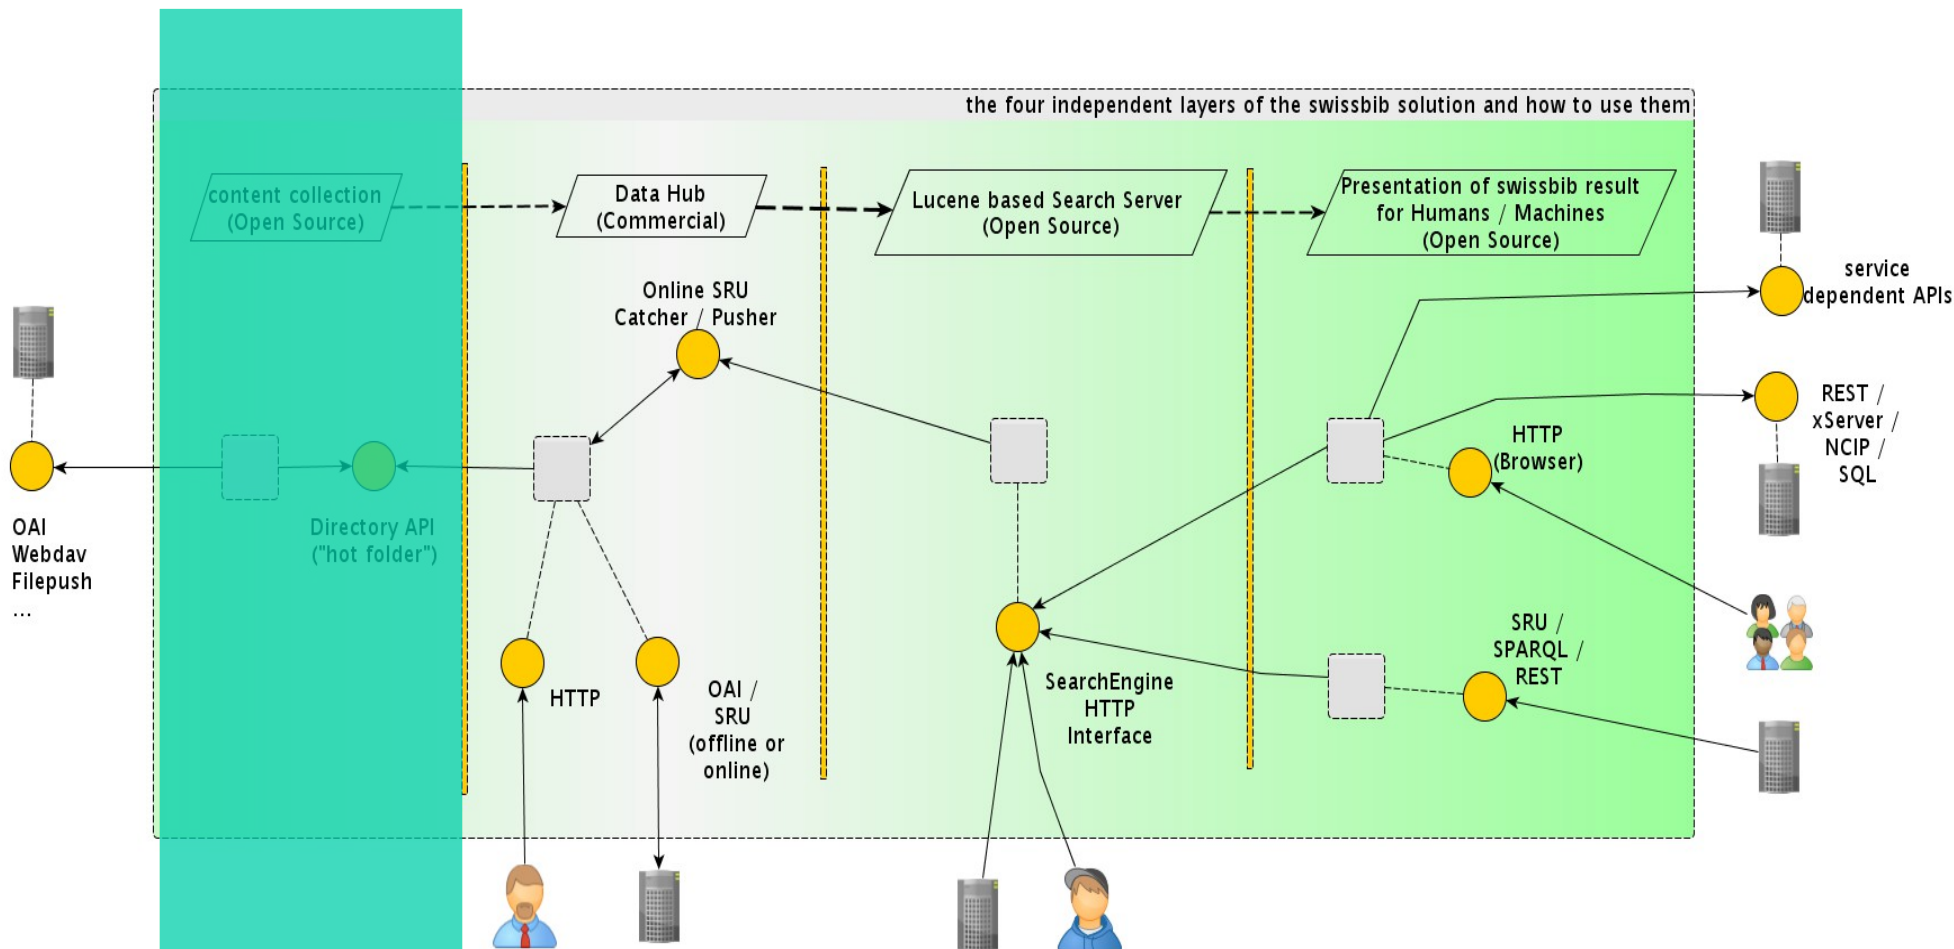 the four independent layers of the swissbib solution and how to use them
content collection
(Open Source)
Data Hub
(Commercial)
Lucene based Search Server
(Open Source)
Presentation of swissbib result
for Humans / Machines
(Open Source)
service
dependent APIs
Online SRU
Catcher / Pusher
REST /
xServer /
NCIP /
SQL
HTTP
(Browser)
OAI
Webdav
Filepush
...
Directory API
("hot folder")
HTTP
OAI /
SRU
(offline or
online)
SearchEngine
HTTP
Interface
SRU /
SPARQL /
REST